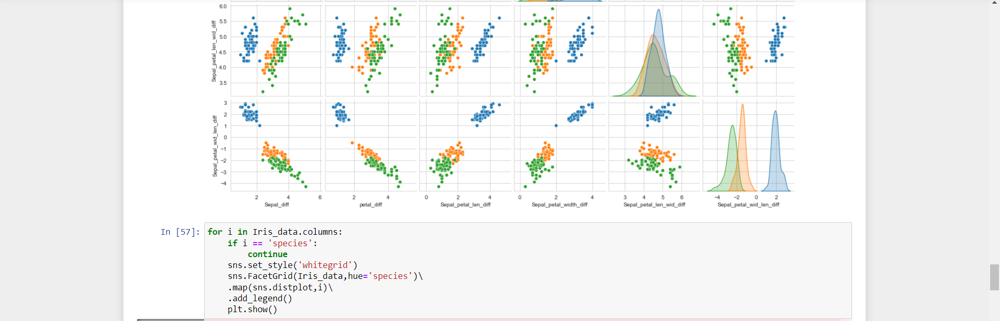 6.0
5.5
5.0
4.5
4.0
3.5
Sepal_petal_len_wid_diff
3
2
1
0
−1
−2
−3
−4
Sepal_petal_wid_len_diff
2 4 6
2 4
0 2 4
0 2 4
3 4 5 6
−4 −2 0 2
Sepal_diff
petal_diff
Sepal_petal_len_diff
Sepal_petal_width_diff
Sepal_petal_len_wid_diff
Sepal_petal_wid_len_diff
In [57]:
for i in Iris_data.columns:
    if i == 'species':
        continue
    sns.set_style('whitegrid')
    sns.FacetGrid(Iris_data,hue='species')\
    .map(sns.distplot,i)\
    .add_legend()
    plt.show()